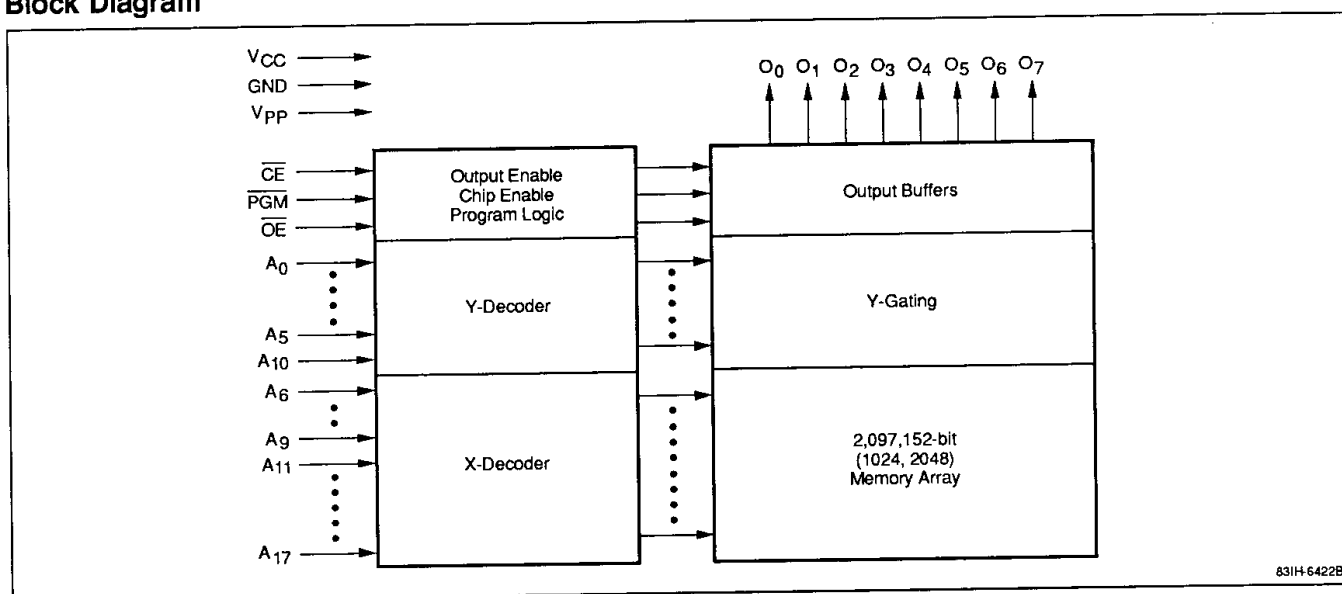 Block Diagram
VCC
GND
VPP
O0 O1 O2 O3 O4 O5 O6 O7
CE
PGM
OE
Output Enable
Chip Enable
Program Logic
Output Buffers
A0
A5
A10
Y-Decoder
Y-Gating
A6
A9
A11
A17
X-Decoder
2,097,152-bit
(1024, 2048)
Memory Array
83IH-6422B